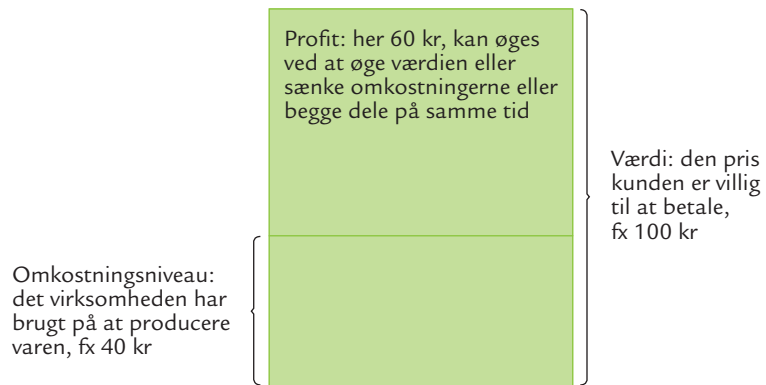 Profit: her 60 kr, kan øges
ved at øge værdien eller
sænke omkostningerne eller
begge dele på samme tid
Værdi: den pris
kunden er villig
til at betale,
fx 100 kr
Omkostningsniveau:
det virksomheden har
brugt på at producere
varen, fx 40 kr